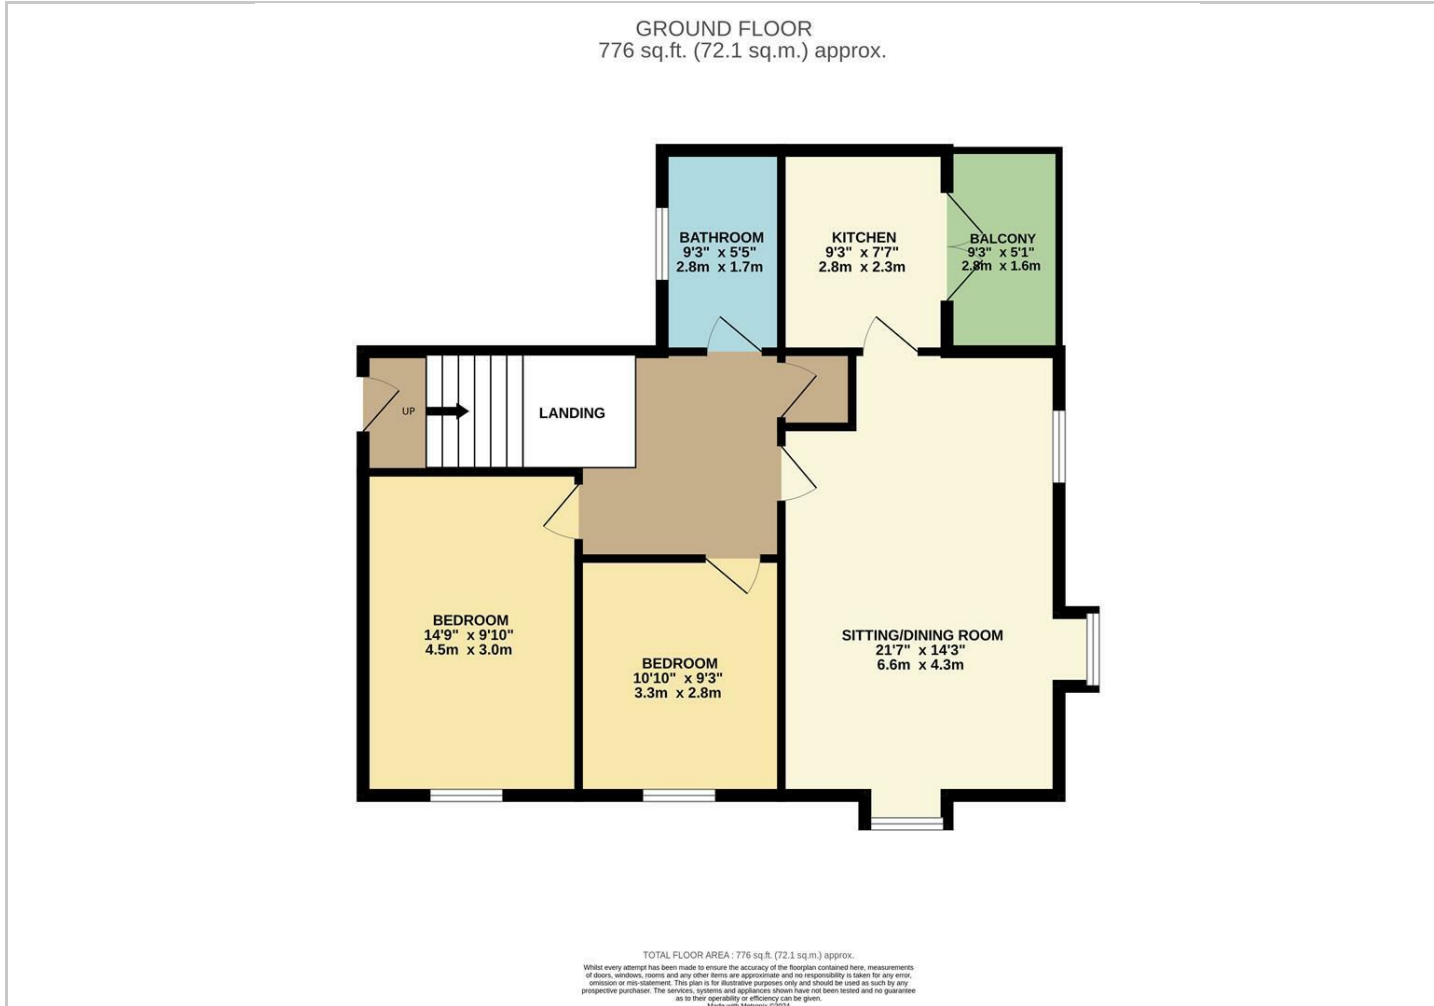 GROUND FLOOR
776 sq.ft. (72.1 sq.m.) approx.
BATHROOM
9'3" x 5'5"
2.8m x 1.7m
KITCHEN
9'3" x 7'7"
2.8m x 2.3m
BALCONY
9'3" x 5'1"
2.8m x 1.6m
UP
LANDING
BEDROOM
14'9" x 9'10"
4.5m x 3.0m
BEDROOM
10'10" x 9'3"
3.3m x 2.8m
SITTING/DINING ROOM
21'7" x 14'3"
6.6m x 4.3m
TOTAL FLOOR AREA : 776 sq.ft. (72.1 sq.m.) approx.
Whilst every attempt has been made to ensure the accuracy of the floorplan contained here, measurements
of doors, windows, rooms and any other items are approximate and no responsibility is taken for any error,
omission or mis-statement. This plan is for illustrative purposes only and should be used as such by any
prospective purchaser. The services, systems and appliances shown have not been tested and no guarantee
as to their operability or efficiency can be given.
Made with Metropix ©2024